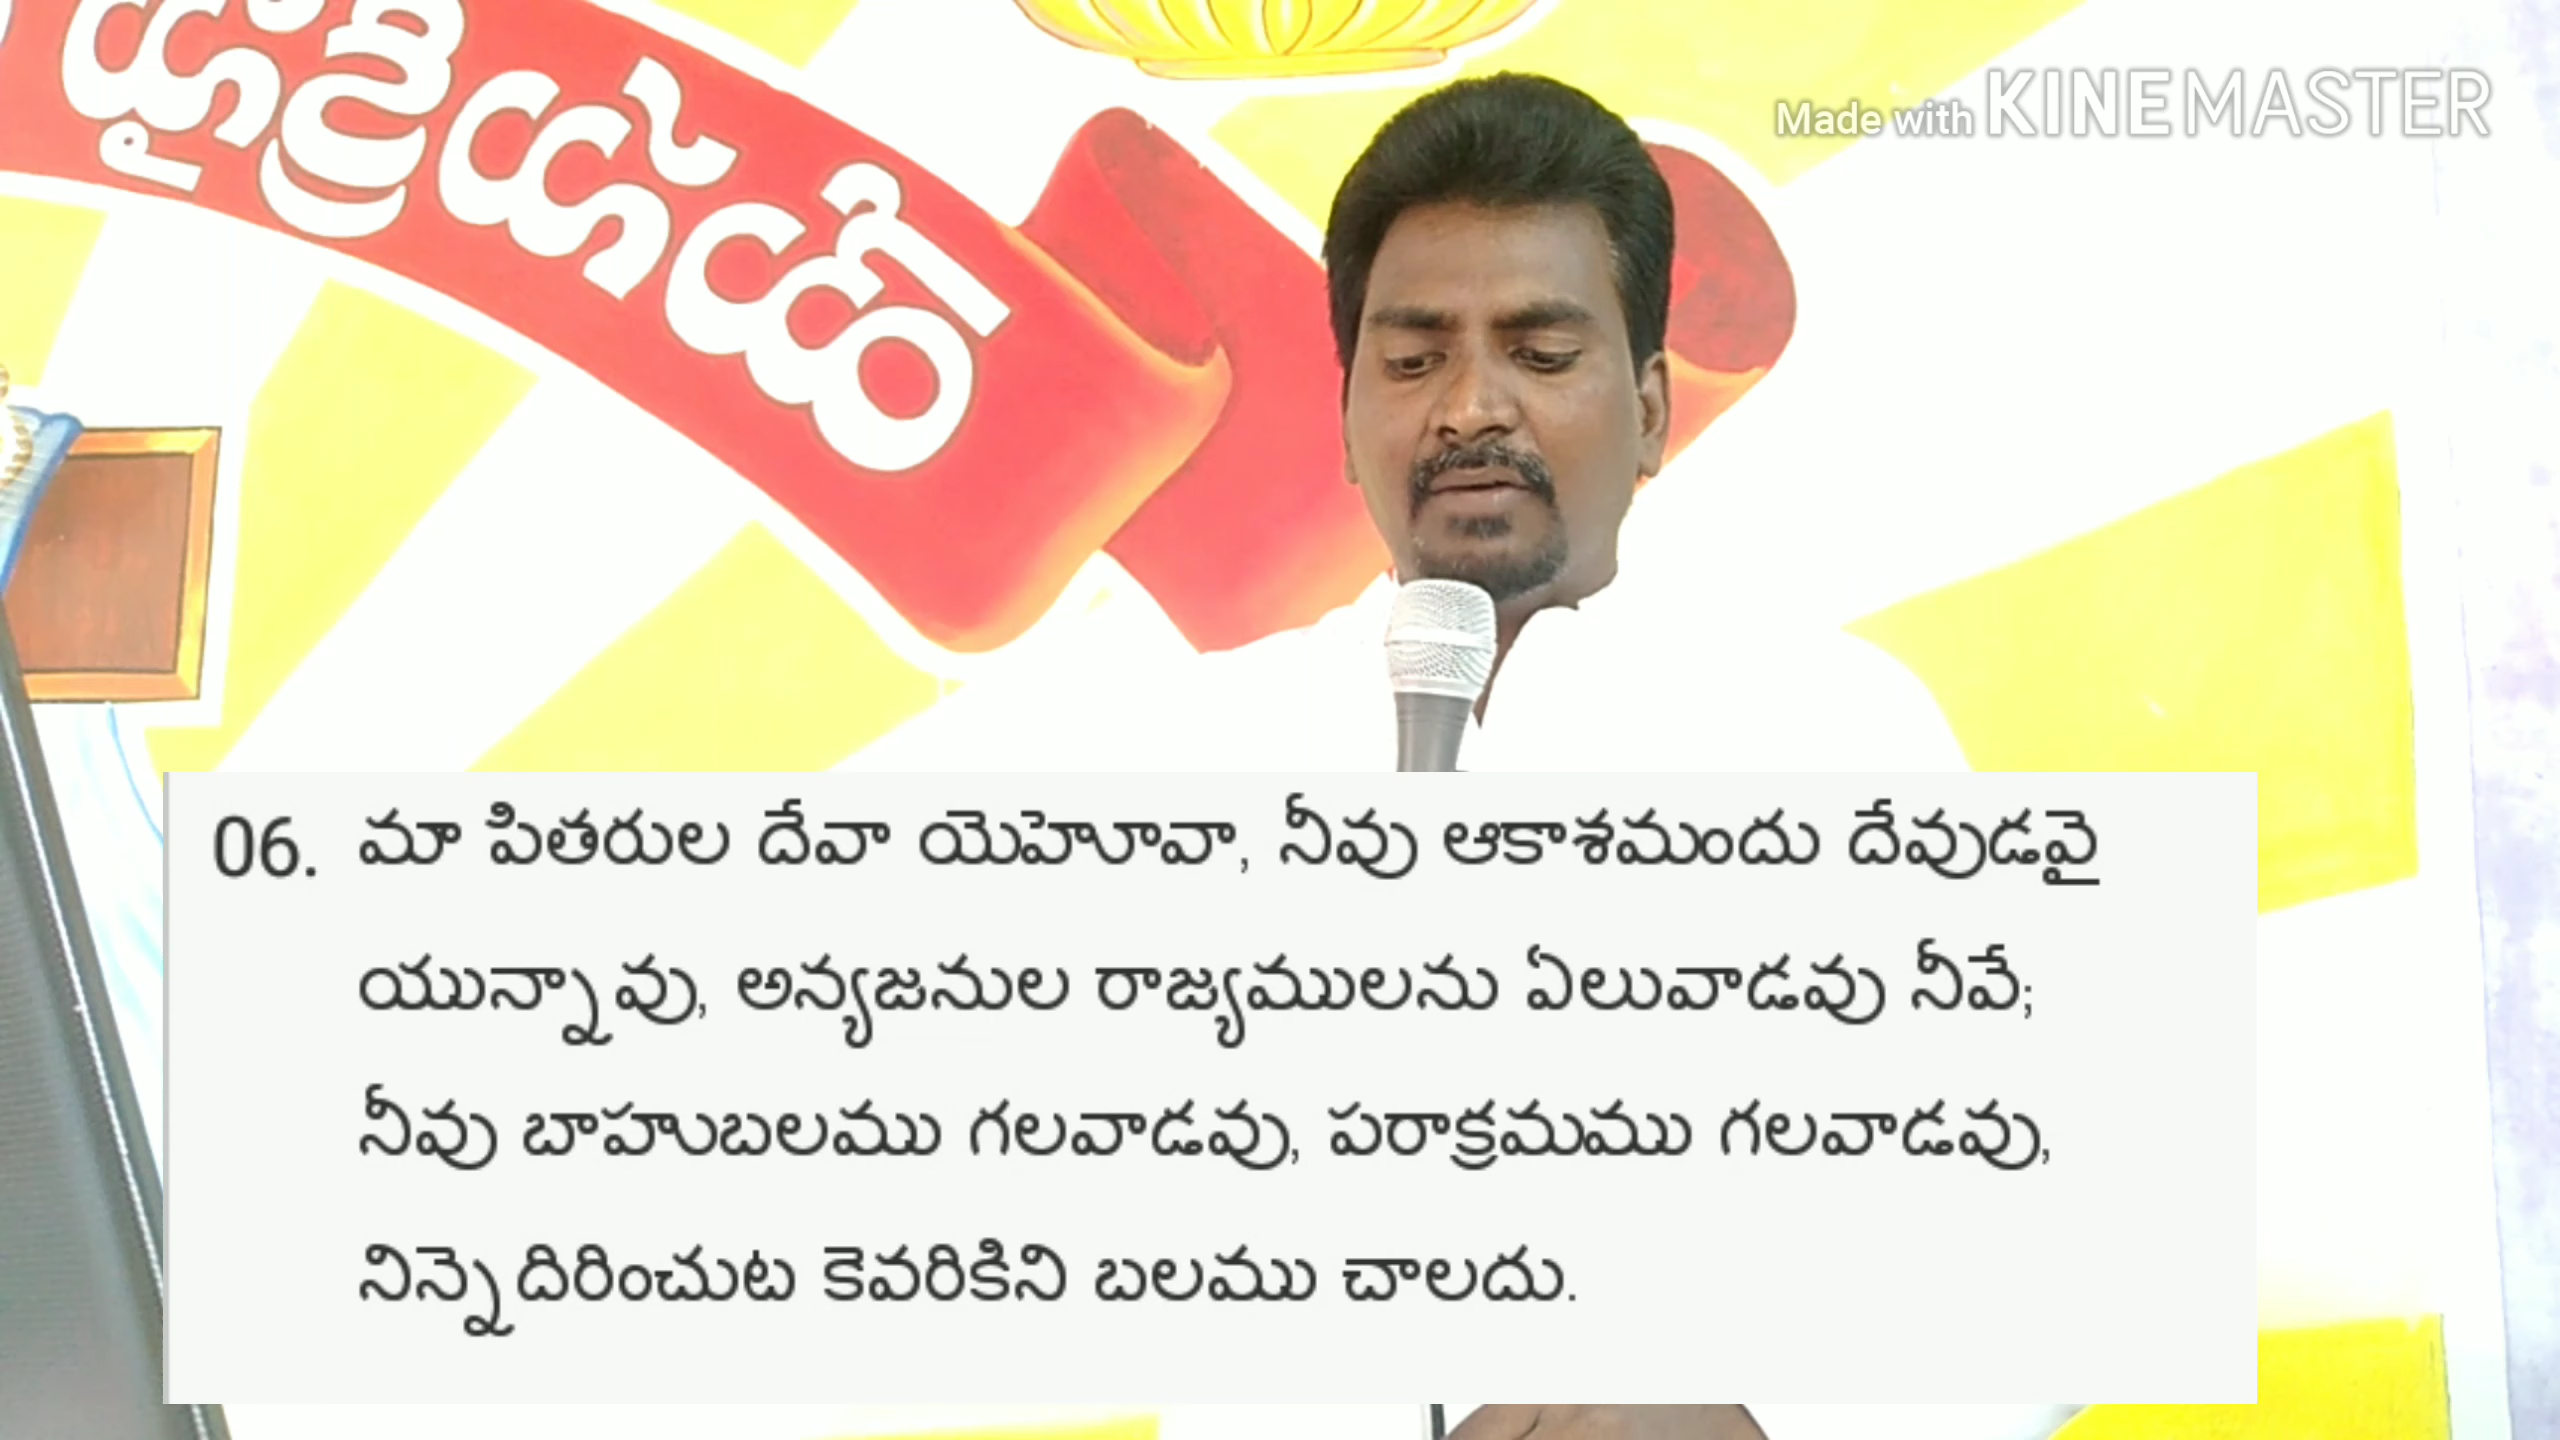 Made with KINEMASTER
06. మా పితరుల దేవా యెహోవా, నీవు ఆకాశమందు దేవుడవై
యున్నావు, అన్యజనుల రాజ్యములను ఏలువాడవు నీవే;
నీవు బాహుబలము గలవాడవు, పరాక్రమము గలవాడవు,
నిన్నెదిరించుట కెవరికిని బలము చాలదు.